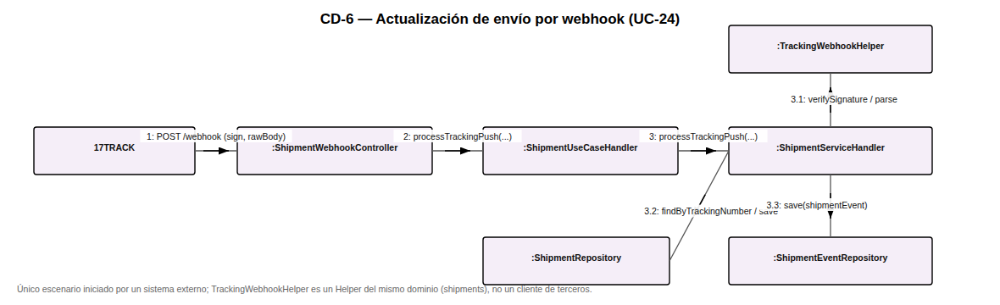 CD-6 — Actualización de envío por webhook (UC-24)
:TrackingWebhookHelper
3.1: verifySignature / parse
1: POST /webhook (sign, rawBody)
2: processTrackingPush(...)
3: processTrackingPush(...)
17TRACK
:ShipmentWebhookController
:ShipmentUseCaseHandler
:ShipmentServiceHandler
3.2: findByTrackingNumber / save
3.3: save(shipmentEvent)
:ShipmentRepository
:ShipmentEventRepository
Único escenario iniciado por un sistema externo; TrackingWebhookHelper es un Helper del mismo dominio (shipments), no un cliente de terceros.